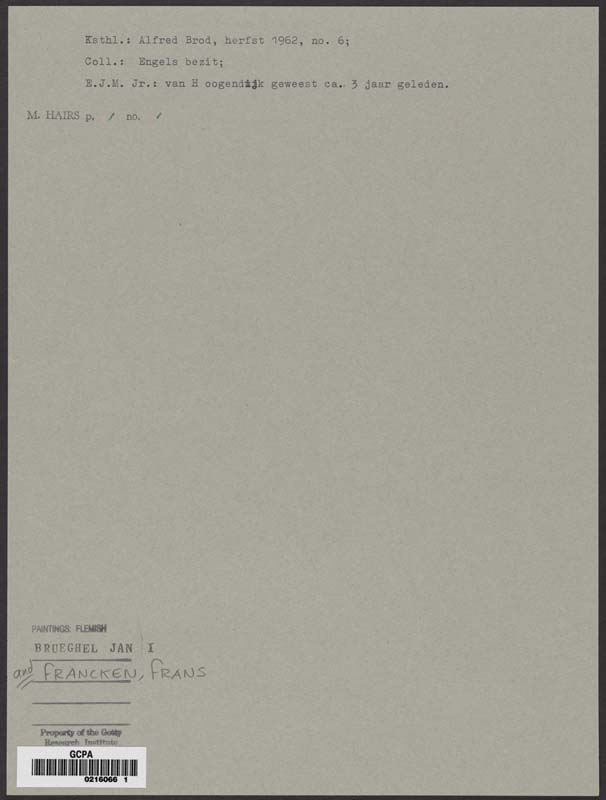 Ksthl.: Alfred Brod, herfst 1962, no. 6;
Coll.: Engels bezit;
E.J.M. Jr.: van H oogendijk geweest ca. 3 jaar geleden.
M. HAIRS p. / no. /
PAINTINGS: FLEMISH
BRUEGHEL JAN I
and FRANCKEN, FRANS
Property of the Getty
Research Institute
GCPA
0216066 1